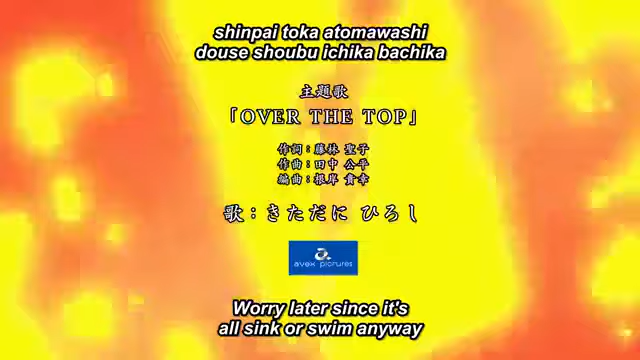 shinpai toka atomawashi
douse shoubu ichika bachika
主題歌
「OVER THE TOP」
作詞：藤林 聖子
作曲：田中 公平
編曲：根岸 貴幸
歌：きただに ひろし
a
avex pictures
Worry later since it's
all sink or swim anyway